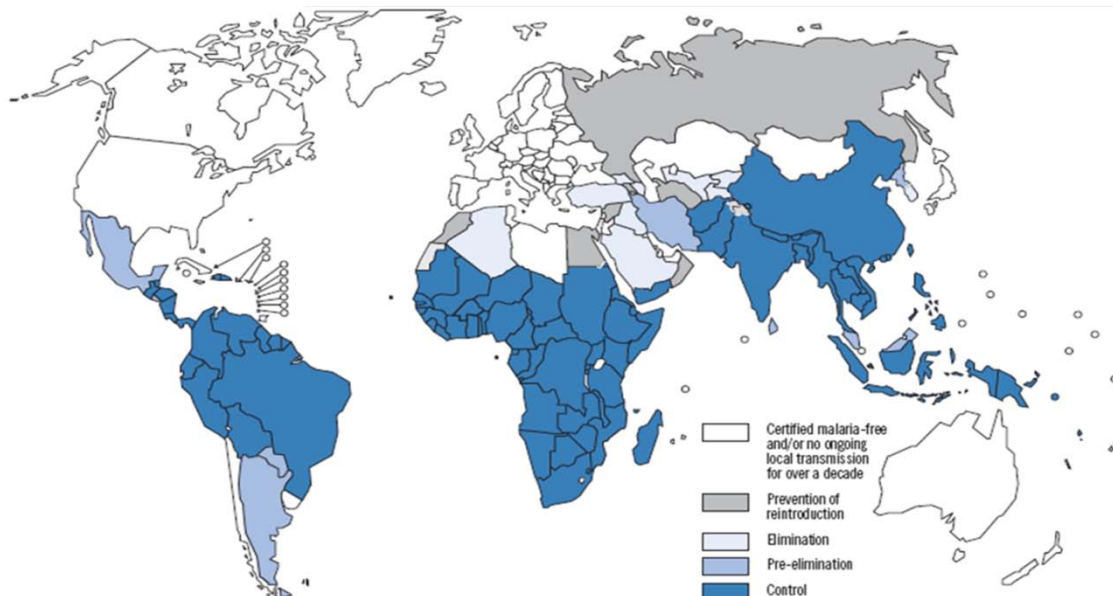 Certified malaria-free
and/or no ongoing
local transmission
for over a decade
Prevention of
reintroduction
Elimination
Pre-elimination
Control